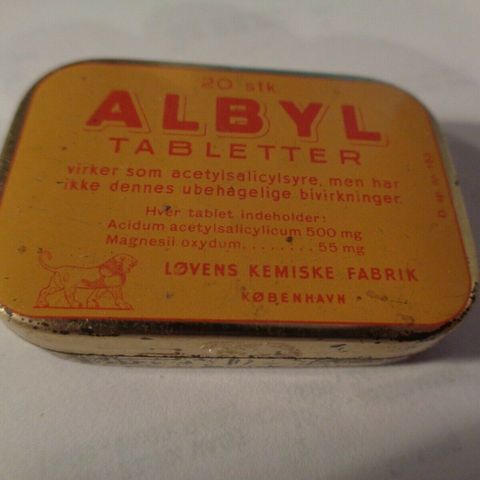 20 stk.
ALBYL
TABLETTER
virker som acetylsalicylsyre, men har
ikke dennes ubehagelige bivirkninger.
Hver tablet indeholder:
Acidum acetylsalicylicum 500 mg
Magnesii oxydum........ 55 mg
LØVENS KEMISKE FABRIK
KØBENHAVN